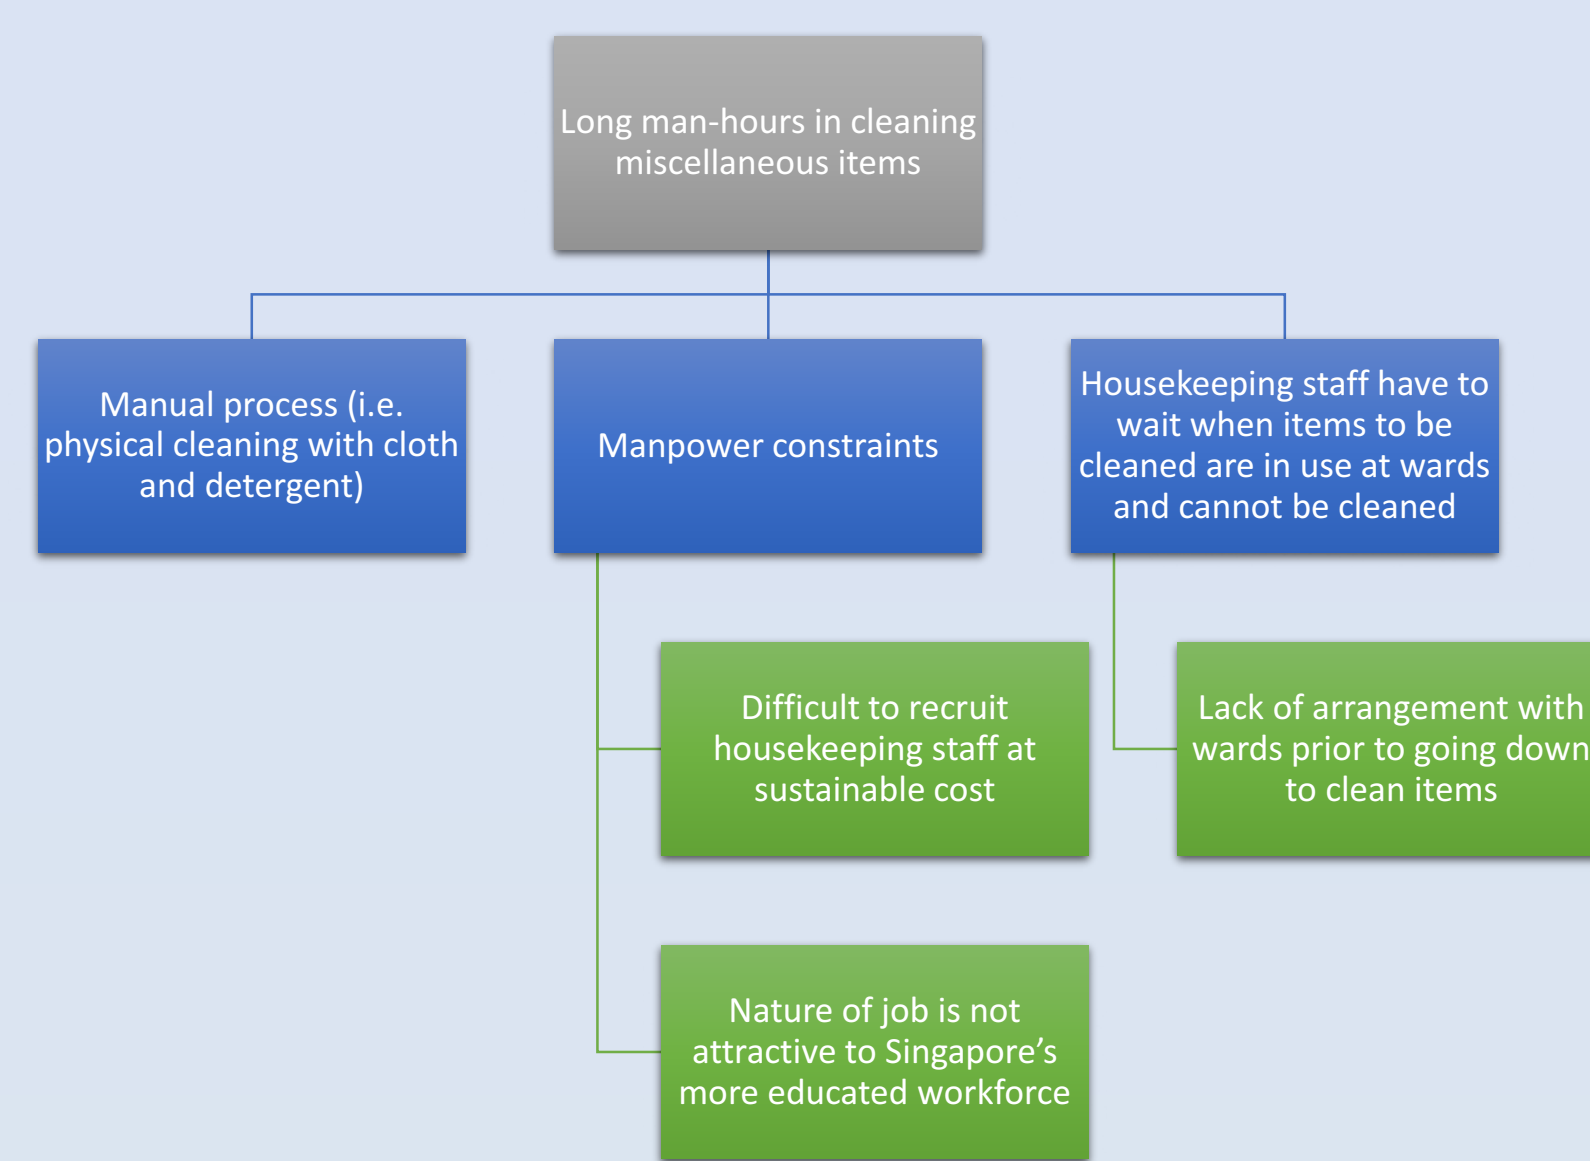 Long man-hours in cleaning
miscellaneous items
Manual process (i.e.
physical cleaning with cloth
and detergent)
Manpower constraints
Housekeeping staff have to
wait when items to be
cleaned are in use at wards
and cannot be cleaned
Difficult to recruit
housekeeping staff at
sustainable cost
Lack of arrangement with
wards prior to going down
to clean items
Nature of job is not
attractive to Singapore’s
more educated workforce